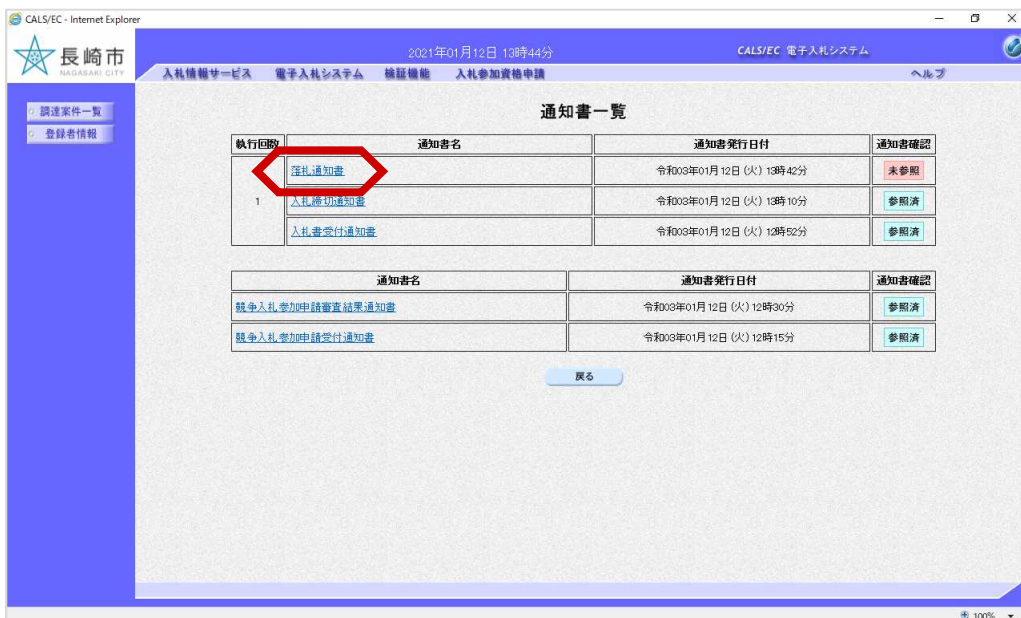 CALS/EC - Internet Explorer
長崎市
NAGASAKI CITY
2021年01月12日 13時44分
CALS/EC 電子入札システム
入札情報サービス 電子入札システム 検証機能 入札参加資格申請 ヘルプ
調達案件一覧
登録者情報
通知書一覧
執行回数 通知書名 通知書発行日付 通知書確認
落札通知書 令和03年01月12日 (火) 13時42分 未参照
1 入札締切通知書 令和03年01月12日 (火) 13時10分 参照済
入札書受付通知書 令和03年01月12日 (火) 12時52分 参照済
通知書名 通知書発行日付 通知書確認
競争入札参加申請審査結果通知書 令和03年01月12日 (火) 12時30分 参照済
競争入札参加申請受付通知書 令和03年01月12日 (火) 12時15分 参照済
戻る
100%